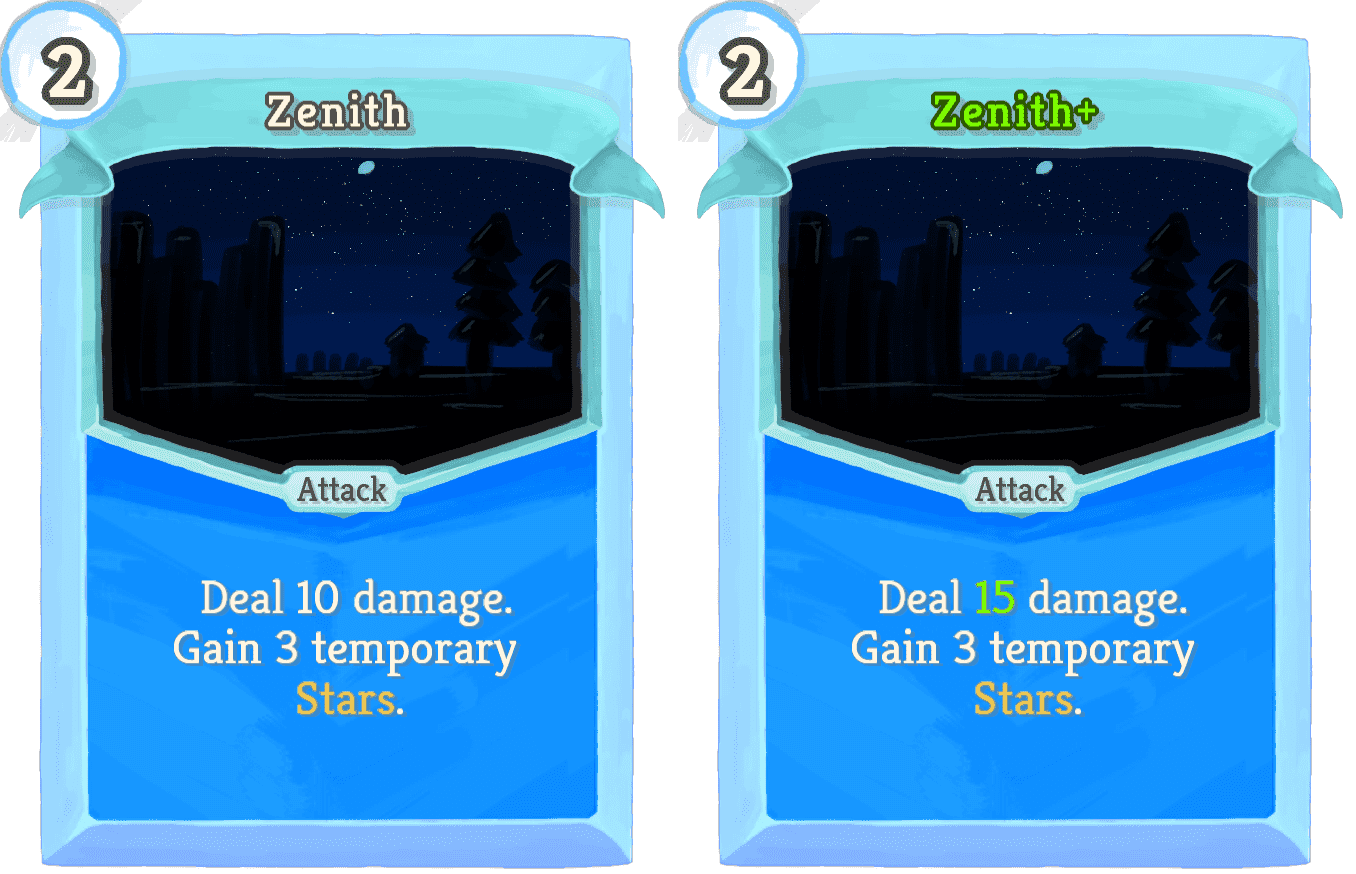 2
Zenith
Attack
Deal 10 damage.
Gain 3 temporary
Stars.
2
Zenith+
Attack
Deal 15 damage.
Gain 3 temporary
Stars.